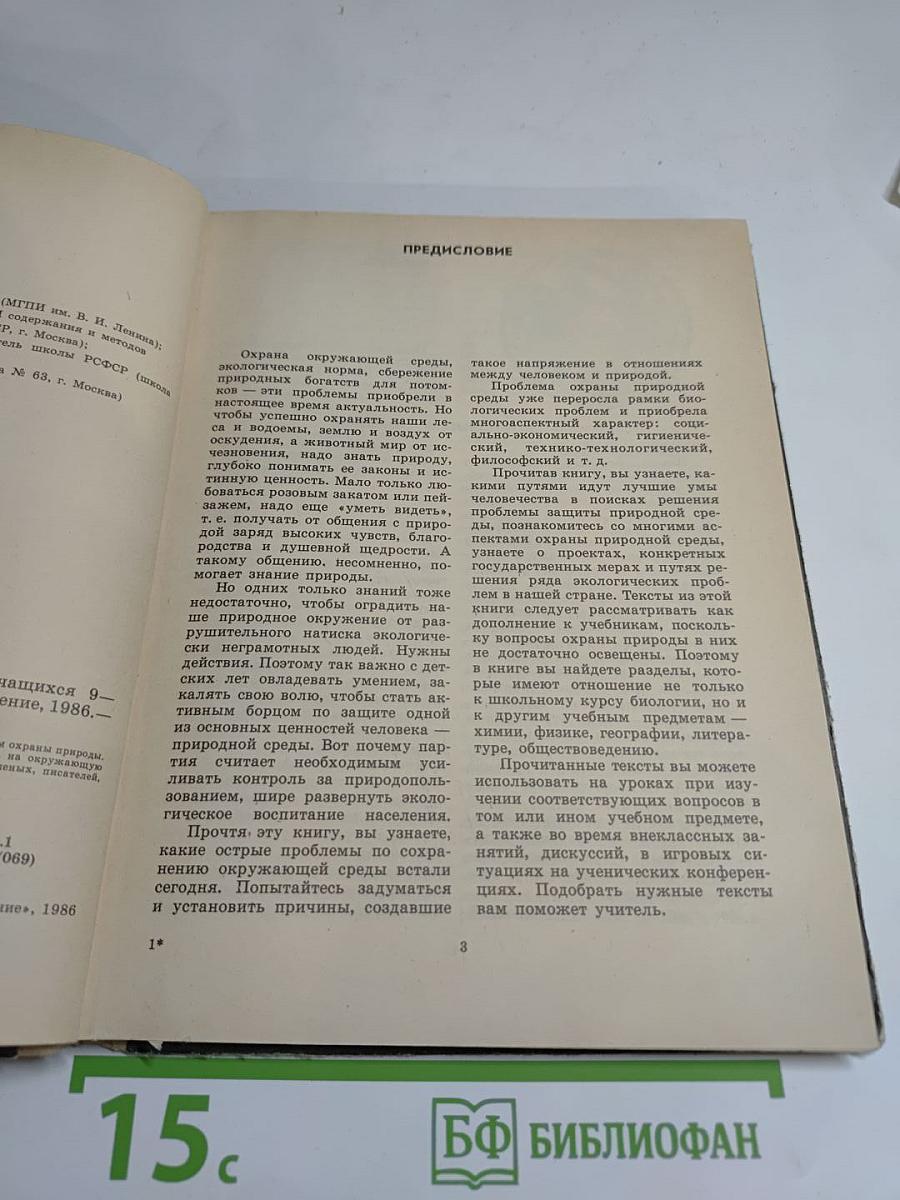 (МГПИ им. В. И. Ленина);
содержания и методов
г. Москва);
школы РСФСР (школа
№ 63, г. Москва)
чащихся 9—
ение, 1986.—
охраны природы.
на окружающую
писателей,
.1
(069)
ние», 1986
ПРЕДИСЛОВИЕ
Охрана окружающей среды,
экологическая норма, сбережение
природных богатств для потом-
ков — эти проблемы приобрели в
настоящее время актуальность. Но
чтобы успешно охранять наши ле-
са и водоемы, землю и воздух от
оскудения, а животный мир от ис-
чезновения, надо знать природу,
глубоко понимать ее законы и ис-
тинную ценность. Мало только лю-
боваться розовым закатом или пей-
зажем, надо еще «уметь видеть»,
т. е. получать от общения с приро-
дой заряд высоких чувств, благо-
родства и душевной щедрости. А
такому общению, несомненно, по-
могает знание природы.
Но одних только знаний тоже
недостаточно, чтобы оградить на-
ше природное окружение от раз-
рушительного натиска экологиче-
ски неграмотных людей. Нужны
действия. Поэтому так важно с дет-
ских лет овладевать умением, за-
калять свою волю, чтобы стать ак-
тивным борцом по защите одной
из основных ценностей человека —
природной среды. Вот почему пар-
тия считает необходимым уси-
ливать контроль за природополь-
зованием, шире развернуть эколо-
гическое воспитание населения.
Прочтя эту книгу, вы узнаете,
какие острые проблемы по сохра-
нению окружающей среды встали
сегодня. Попытайтесь задуматься
и установить причины, создавшие
такое напряжение в отношениях
между человеком и природой.
Проблема охраны природной
среды уже переросла рамки био-
логических проблем и приобрела
многоаспектный характер: соци-
ально-экономический, гигиениче-
ский, технико-технологический,
философский и т. д.
Прочитав книгу, вы узнаете, ка-
кими путями идут лучшие умы
человечества в поисках решения
проблемы защиты природной сре-
ды, познакомитесь со многими ас-
пектами охраны природной среды,
узнаете о проектах, конкретных
государственных мерах и путях ре-
шения ряда экологических проб-
лем в нашей стране. Тексты из этой
книги следует рассматривать как
дополнение к учебникам, посколь-
ку вопросы охраны природы в них
не достаточно освещены. Поэтому
в книге вы найдете разделы, кото-
рые имеют отношение не только
к школьному курсу биологии, но и
к другим учебным предметам —
химии, физике, географии, литера-
туре, обществоведению.
Прочитанные тексты вы можете
использовать на уроках при изу-
чении соответствующих вопросов в
том или ином учебном предмете,
а также во время внеклассных за-
нятий, дискуссий, в игровых си-
туациях на ученических конферен-
циях. Подобрать нужные тексты
вам поможет учитель.
1*
3
15 с
БФ БИБЛИОФАН